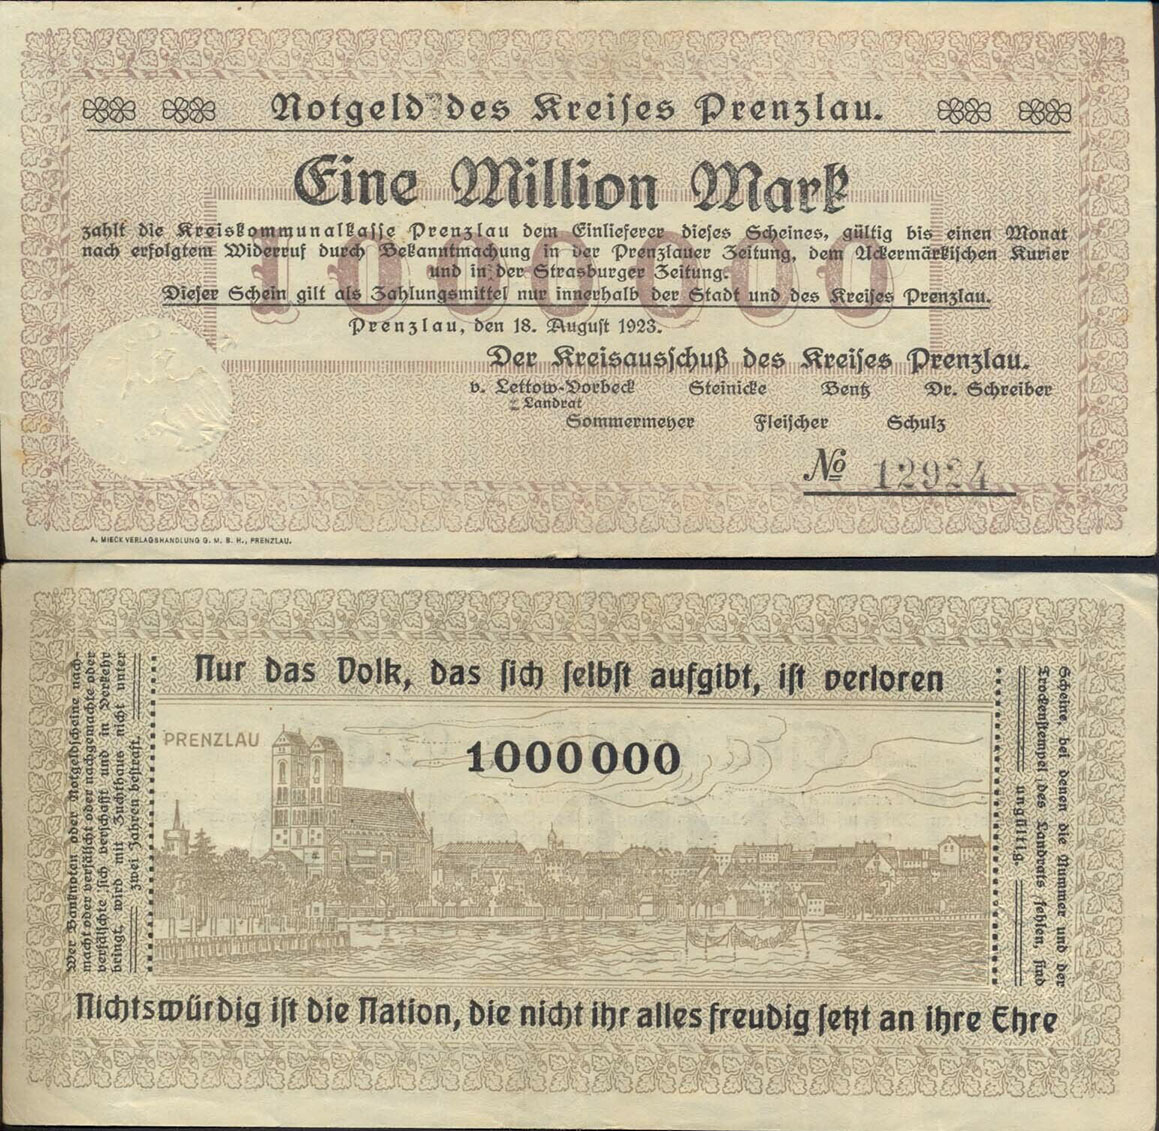 Notgeld des Kreiſes Prenzlau.
Eine Million Mark
1000000
zahlt die Kreiskommunalkaſſe Prenzlau dem Einlieferer dieſes Scheines, gültig bis einen Monat
nach erfolgtem Widerruf durch Bekanntmachung in der Prenzlauer Zeitung, dem Uckermärkiſchen Kurier
und in der Strasburger Zeitung.
Dieſer Schein gilt als Zahlungsmittel nur innerhalb der Stadt und des Kreiſes Prenzlau.
Prenzlau, den 18. Auguſt 1923.
Der Kreisausſchuß des Kreiſes Prenzlau.
v. Lettow-Vorbeck Steinicke Bentz Dr. Schreiber
Landrat
Sommermeyer Fleiſcher Schulz
No 12924
A. MIECK VERLAGSHANDLUNG G. M. B. H., PRENZLAU.
Nur das Volk, das ſich ſelbſt aufgibt, iſt verloren
Wer Banknoten oder Notgeldſcheine nach-
macht oder verfälſcht oder nachgemachte oder
verfälſchte ſich verſchafft und in Verkehr
bringt, wird mit Zuchthaus nicht unter
zwei Jahren beſtraft.
PRENZLAU
1000000
Scheine, bei denen die Nummer und der
Trockenſtempel des Landrats fehlen, ſind
ungültig.
Nichtswürdig iſt die Nation, die nicht ihr alles freudig ſetzt an ihre Ehre